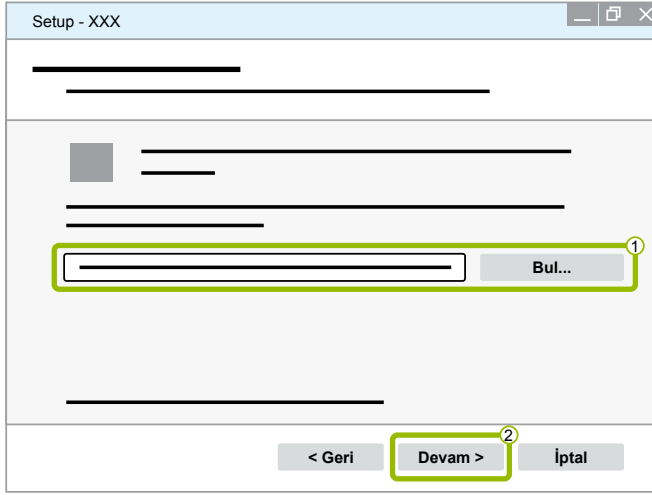 Setup - XXX
1
Bul...
2
< Geri
Devam >
İptal